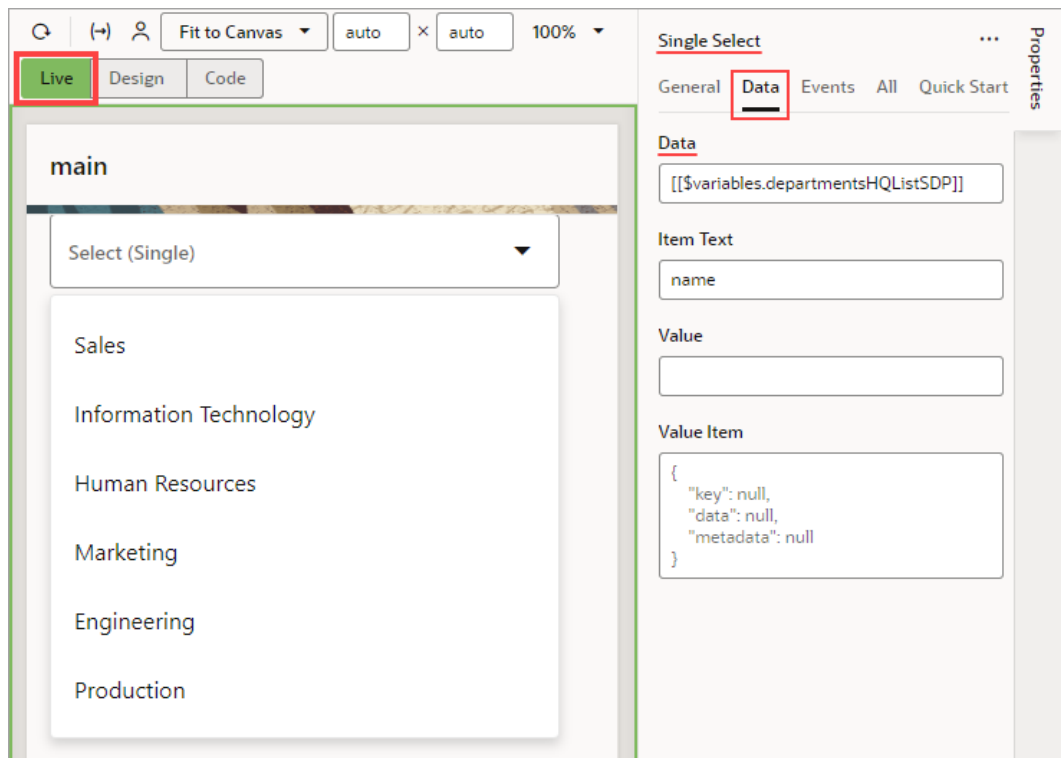 Fit to Canvas auto × auto 100%
Live Design Code
main
Select (Single)
Sales
Information Technology
Human Resources
Marketing
Engineering
Production
Single Select ...
General Data Events All Quick Start
Data
[[$variables.departmentsHQListSDP]]
Item Text
name
Value
Value Item
{
"key": null,
"data": null,
"metadata": null
}
Properties